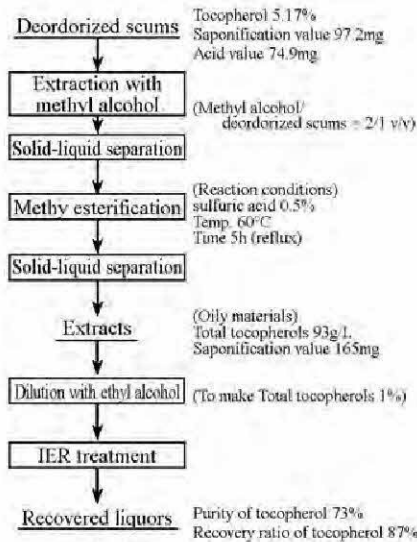 Deordorized scums
Tocopherol 5.17%
Saponification value 97.2mg
Acid value 74.9mg
Extraction with
methyl alcohol
(Methyl alcohol/
deordorized scums = 2/1 v/v)
Solid-liquid separation
Methy esterification
(Reaction conditions)
sulfuric acid 0.5%
Temp. 60°C
Tune 5h (reflux)
Solid-liquid separation
Extracts
(Oily materials)
Total tocopherols 93g/L
Saponification value 165mg
Dilution with ethyl alcohol
(To make Total tocopherols 1%)
IER treatment
Recovered liquors
Purity of tocopherol 73%
Recovery ratio of tocopherol 87%